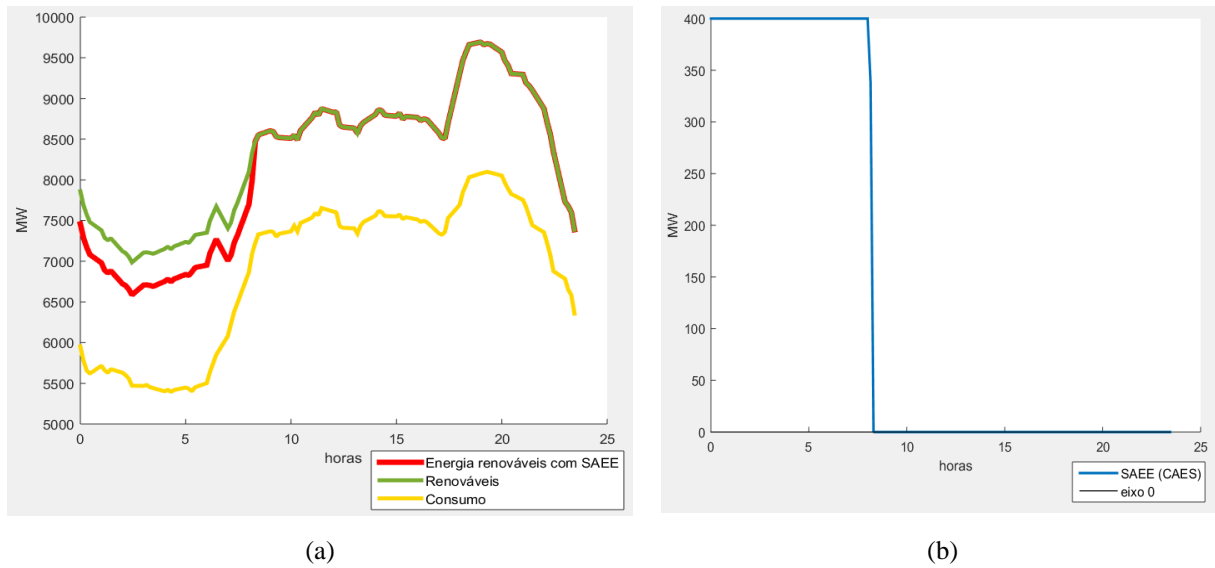 10000
9500
9000
8500
8000
7500
7000
6500
6000
5500
5000
MW
0 5 10 15 20 25
horas
Energia renováveis com SAEE
Renováveis
Consumo
(a)
400
350
300
250
200
150
100
50
0
MW
0 5 10 15 20 25
horas
SAEE (CAES)
eixo 0
(b)